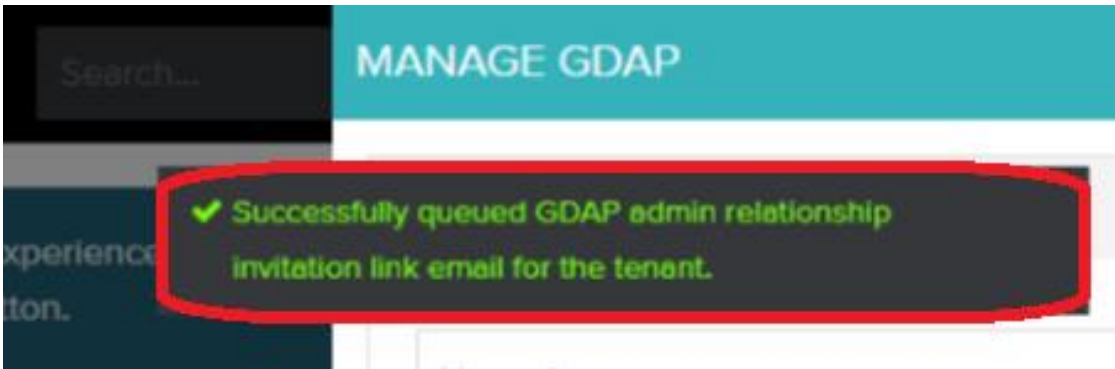 Search...
MANAGE GDAP
✔ Successfully queued GDAP admin relationship
invitation link email for the tenant.
xperience
tton.